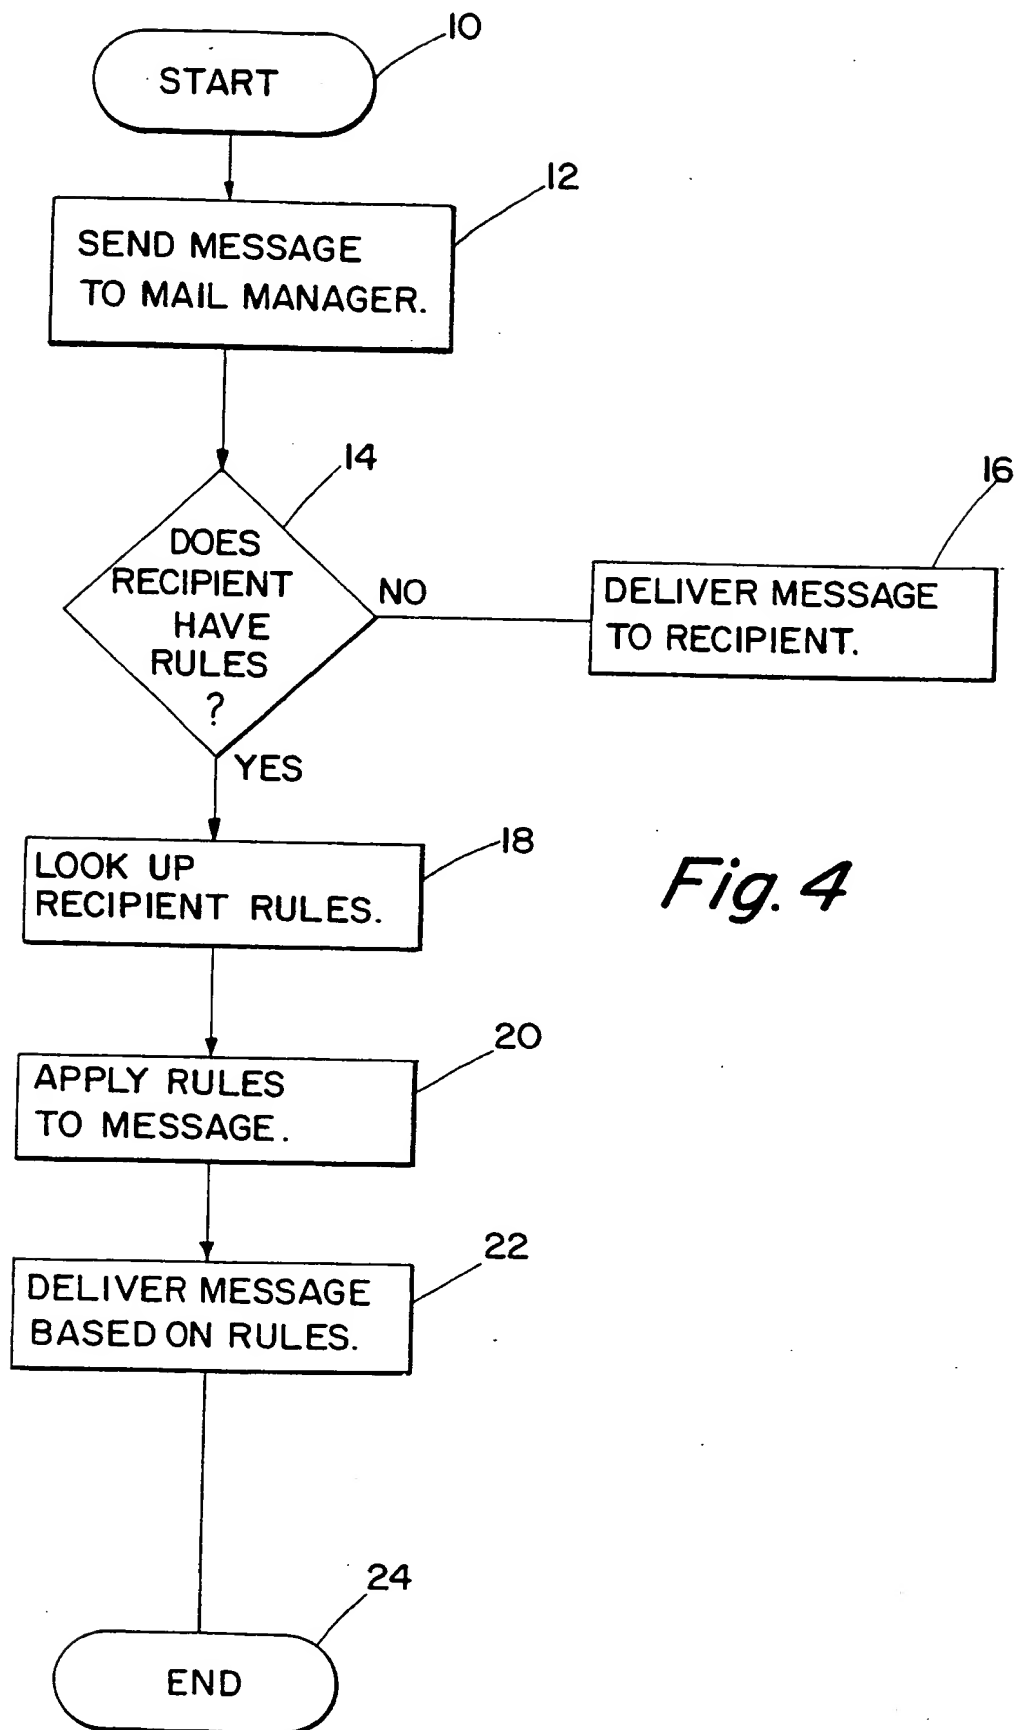 10
START
12
SEND MESSAGE
TO MAIL MANAGER.
14
DOES
RECIPIENT
HAVE
RULES
?
NO
16
DELIVER MESSAGE
TO RECIPIENT.
YES
18
LOOK UP
RECIPIENT RULES.
Fig. 4
20
APPLY RULES
TO MESSAGE.
22
DELIVER MESSAGE
BASED ON RULES.
24
END